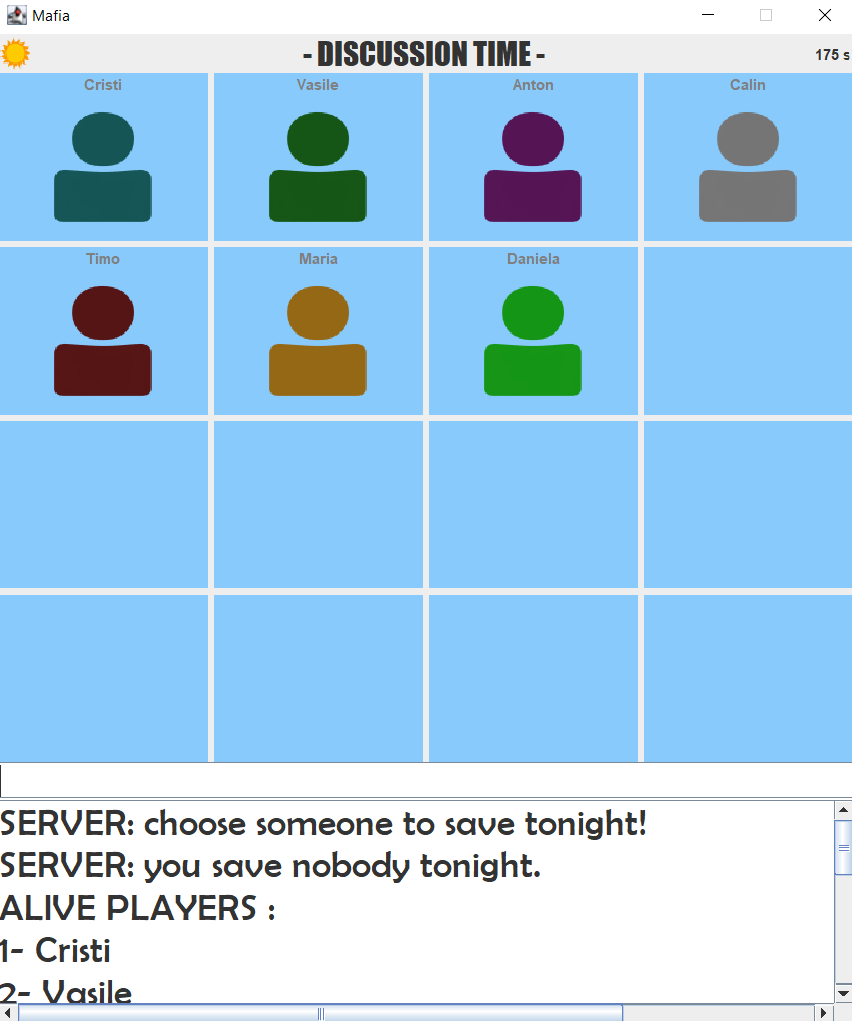 Mafia
- DISCUSSION TIME -
175 s
Cristi Vasile Anton Calin
Timo Maria Daniela
SERVER: choose someone to save tonight!
SERVER: you save nobody tonight.
ALIVE PLAYERS :
1- Cristi
2- Vasile